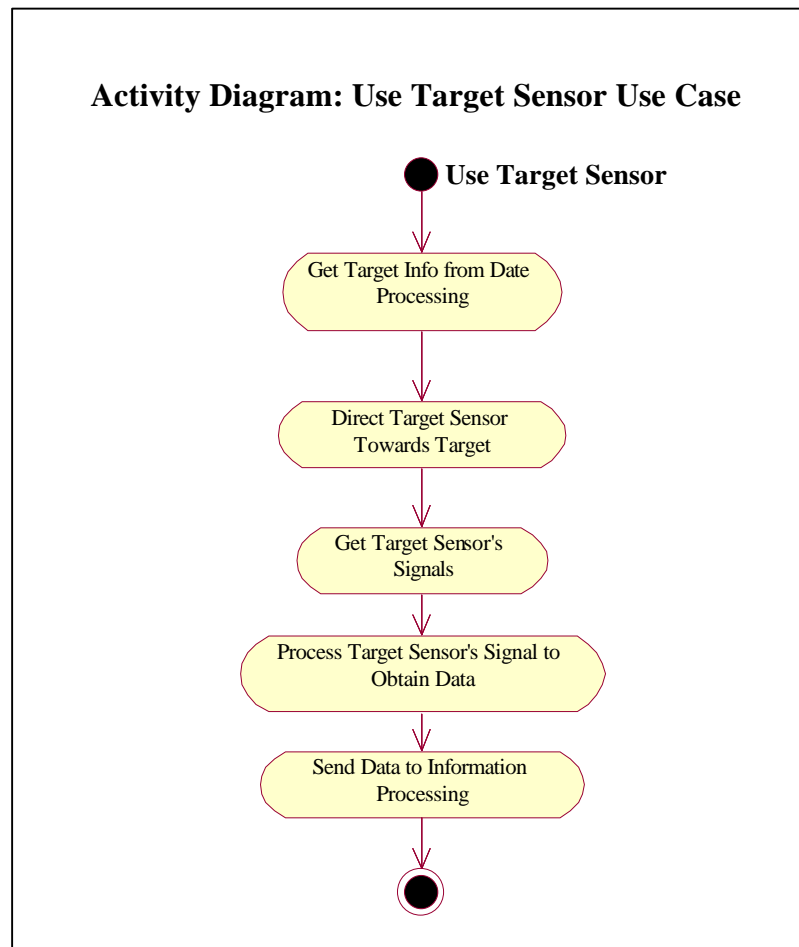 Activity Diagram: Use Target Sensor Use Case
Use Target Sensor
Get Target Info from Date
Processing
Direct Target Sensor
Towards Target
Get Target Sensor's
Signals
Process Target Sensor's Signal to
Obtain Data
Send Data to Information
Processing